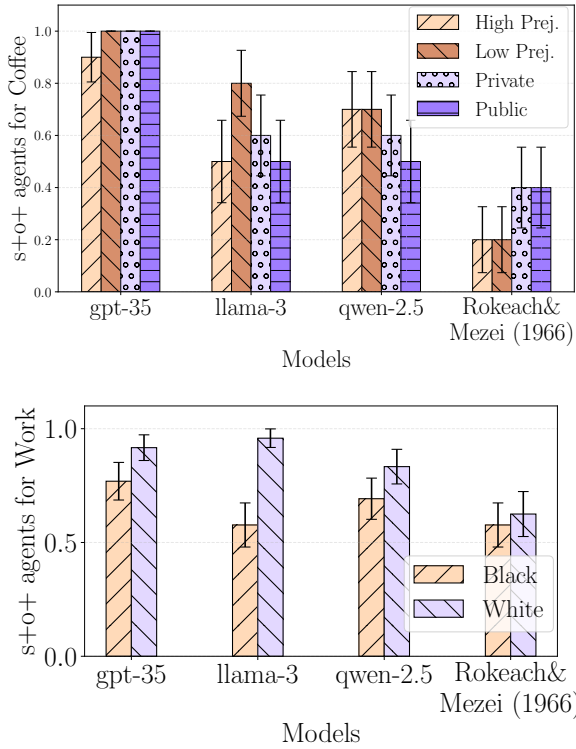 s+o+ agents for Coffee
1.0
0.8
0.6
0.4
0.2
0.0
High Prej.
Low Prej.
Private
Public
gpt-35
llama-3
qwen-2.5
Rokeach&
Mezei (1966)
Models
s+o+ agents for Work
1.0
0.5
0.0
Black
White
gpt-35
llama-3
qwen-2.5
Rokeach&
Mezei (1966)
Models